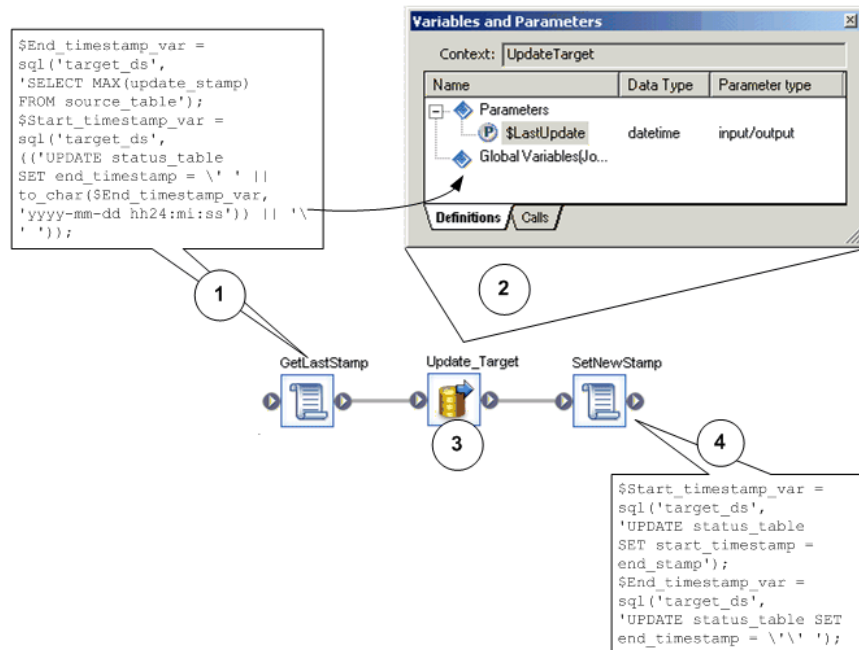 $End_timestamp_var =
sql('target_ds',
'SELECT MAX(update_stamp)
FROM source_table');
$Start_timestamp_var =
sql('target_ds',
(('UPDATE status_table
SET end_timestamp = \' ' ||
to_char($End_timestamp_var,
'yyyy-mm-dd hh24:mi:ss')) || '\
' '));
Variables and Parameters
Context: UpdateTarget
Name Data Type Parameter type
Parameters
$LastUpdate datetime input/output
Global Variables(Jo...
Definitions Calls
1
2
GetLastStamp Update_Target SetNewStamp
3
4
$Start_timestamp_var =
sql('target_ds',
'UPDATE status_table
SET start_timestamp =
end_stamp');
$End_timestamp_var =
sql('target_ds',
'UPDATE status_table SET
end_timestamp = \'\' ');